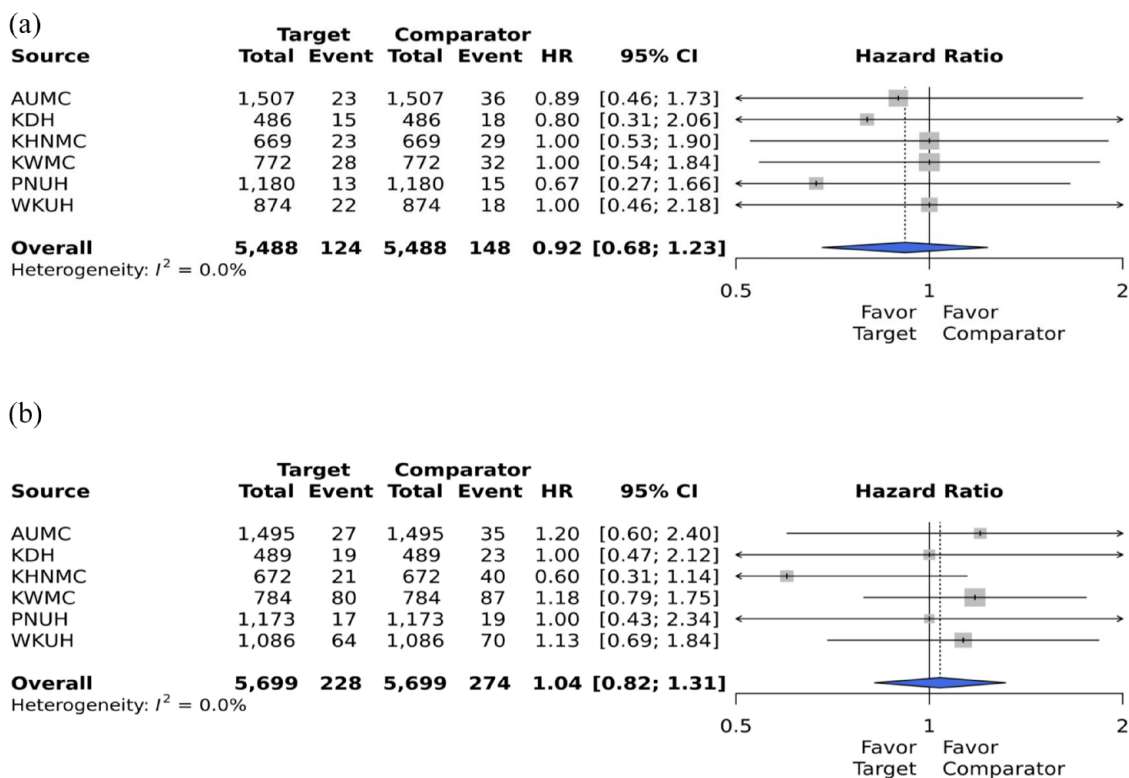 (a)
Target Comparator
Source Total Event Total Event HR 95% CI Hazard Ratio
AUMC 1,507 23 1,507 36 0.89 [0.46; 1.73]
KDH 486 15 486 18 0.80 [0.31; 2.06]
KHNMC 669 23 669 29 1.00 [0.53; 1.90]
KWMC 772 28 772 32 1.00 [0.54; 1.84]
PNUH 1,180 13 1,180 15 0.67 [0.27; 1.66]
WKUH 874 22 874 18 1.00 [0.46; 2.18]
Overall 5,488 124 5,488 148 0.92 [0.68; 1.23]
Heterogeneity: I² = 0.0%
0.5 1 2
Favor Favor
Target Comparator
(b)
Target Comparator
Source Total Event Total Event HR 95% CI Hazard Ratio
AUMC 1,495 27 1,495 35 1.20 [0.60; 2.40]
KDH 489 19 489 23 1.00 [0.47; 2.12]
KHNMC 672 21 672 40 0.60 [0.31; 1.14]
KWMC 784 80 784 87 1.18 [0.79; 1.75]
PNUH 1,173 17 1,173 19 1.00 [0.43; 2.34]
WKUH 1,086 64 1,086 70 1.13 [0.69; 1.84]
Overall 5,699 228 5,699 274 1.04 [0.82; 1.31]
Heterogeneity: I² = 0.0%
0.5 1 2
Favor Favor
Target Comparator